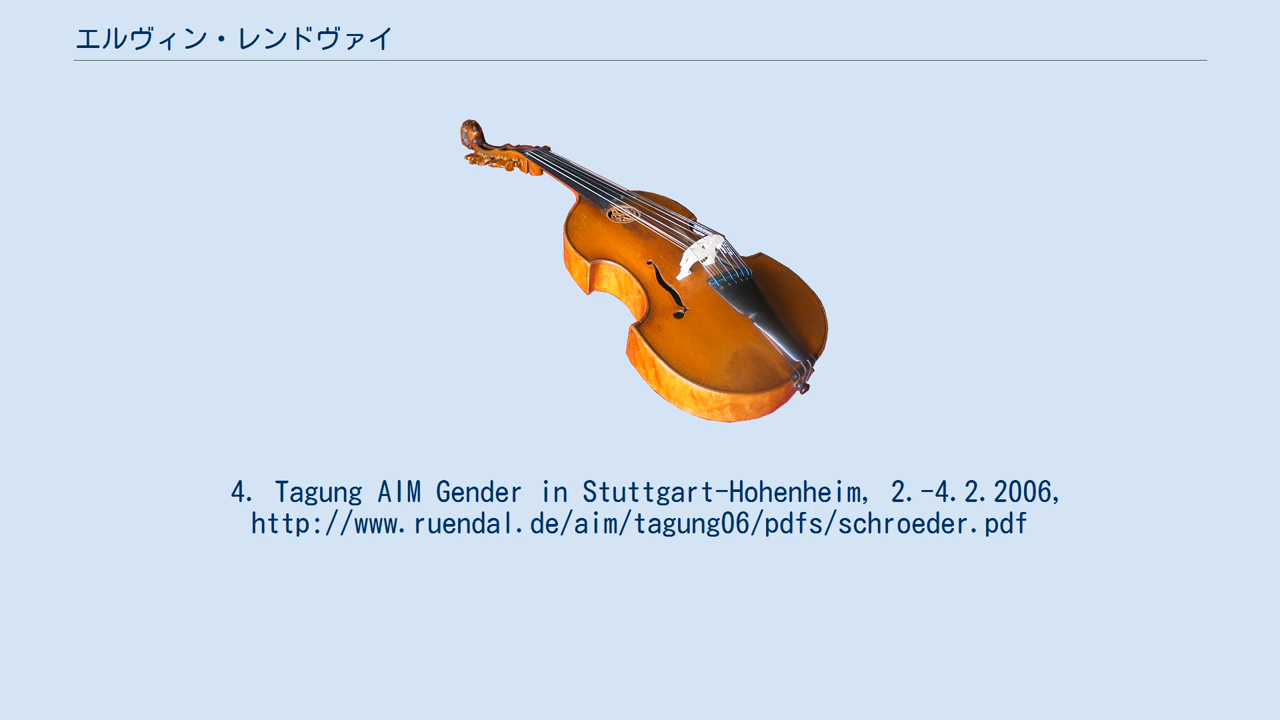 エルヴィン・レンドヴァイ
4. Tagung AIM Gender in Stuttgart-Hohenheim, 2.-4.2.2006,
http://www.ruendal.de/aim/tagung06/pdfs/schroeder.pdf